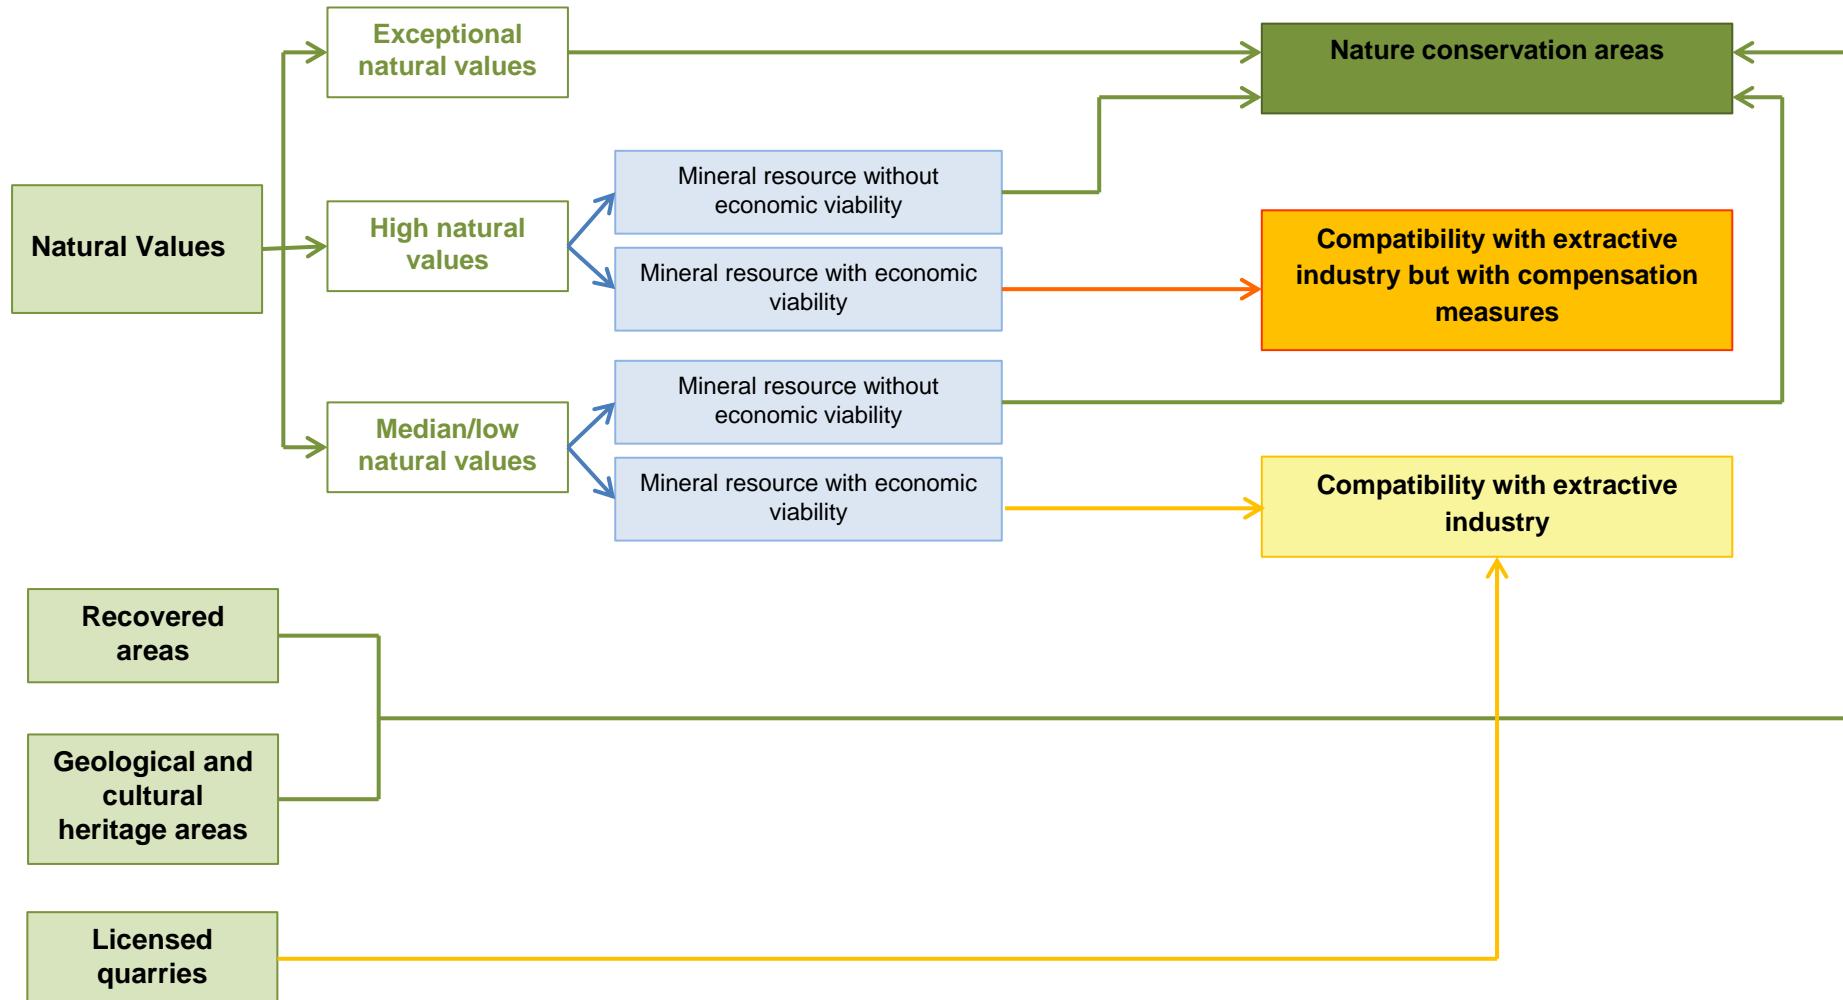 Exceptional
natural values
Nature conservation areas
Mineral resource without
economic viability
Natural Values
High natural
values
Compatibility with extractive
industry but with compensation
measures
Mineral resource with economic
viability
Mineral resource without
economic viability
Median/low
natural values
Mineral resource with economic
viability
Compatibility with extractive
industry
Recovered
areas
Geological and
cultural
heritage areas
Licensed
quarries